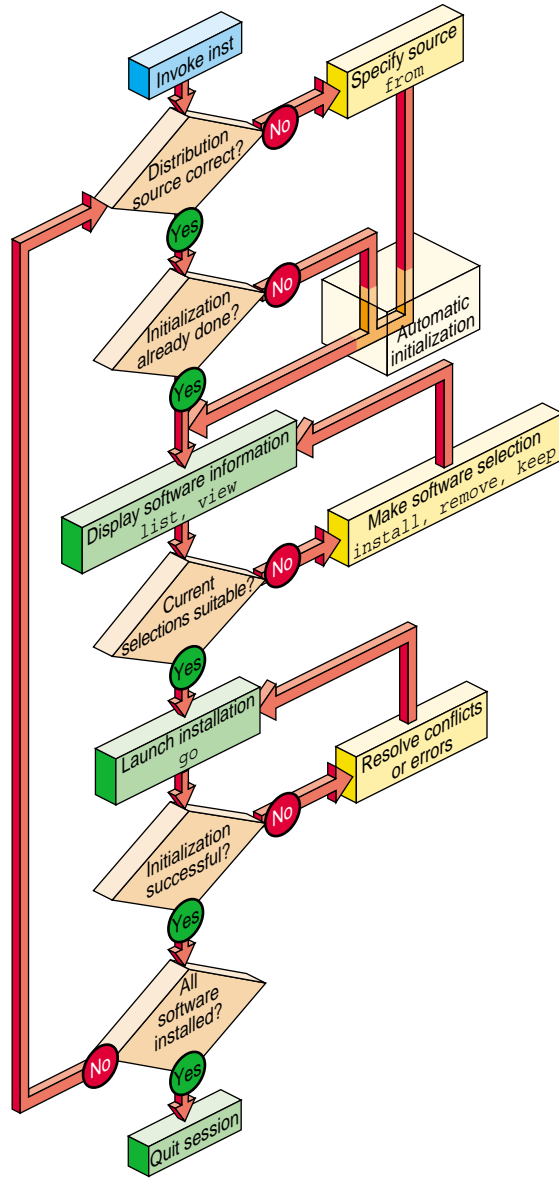 Invoke inst
Specify source
from
No
Distribution
source correct?
Yes
No
Initialization
already done?
Automatic
initialization
Yes
Display software information
list, view
Make software selection
install, remove, keep
No
Current
selections suitable?
Yes
Launch installation
go
Resolve conflicts
or errors
No
Initialization
successful?
Yes
All
software
installed?
No
Yes
Quit session